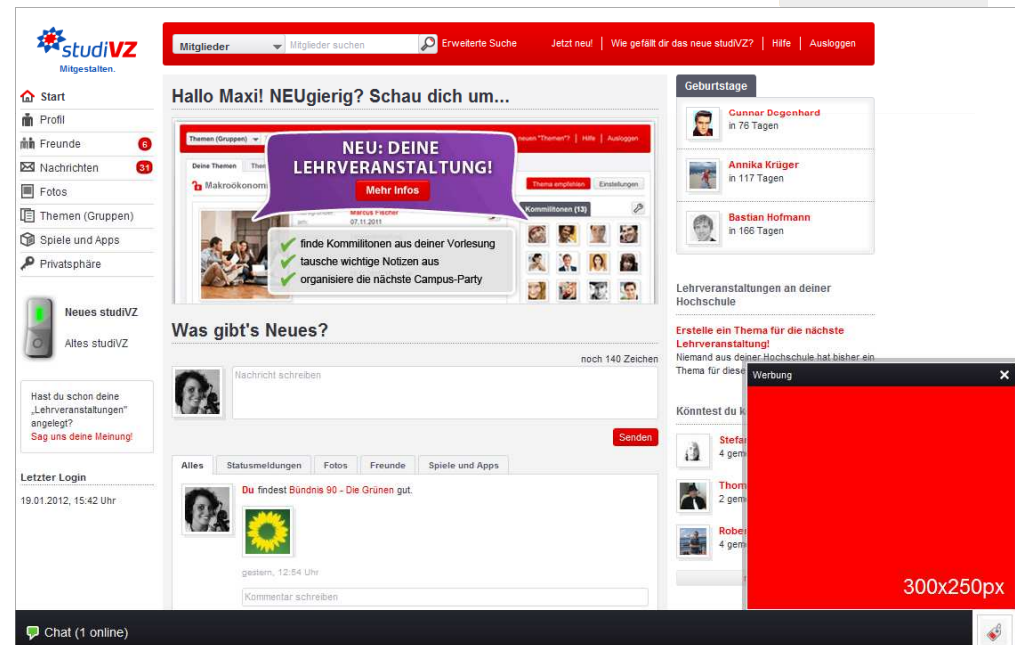 studiVZ
Mitgestalten.
Mitglieder
Mitglieder suchen
Erweiterte Suche
Jetzt neu!
Wie gefällt dir das neue studiVZ?
Hilfe
Ausloggen
Start
Profil
Freunde
6
Nachrichten
31
Fotos
Themen (Gruppen)
Spiele und Apps
Privatsphäre
Neues studiVZ
Altes studiVZ
Hast du schon deine
„Lehrveranstaltungen"
angelegt?
Sag uns deine Meinung!
Letzter Login
19.01.2012, 15:42 Uhr
Hallo Maxi! NEUgierig? Schau dich um...
Themen (Gruppen)
neuen "Themen"?
Hilfe
Ausloggen
Deine Themen
Makroökonomi
Thema empfehlen
Einstellungen
NEU: DEINE
LEHRVERANSTALTUNG!
Mehr Infos
Marcus Fischer
07.11.2011
Kommilitonen (13)
finde Kommilitonen aus deiner Vorlesung
tausche wichtige Notizen aus
organisiere die nächste Campus-Party
Was gibt's Neues?
noch 140 Zeichen
Nachricht schreiben
Senden
Alles
Statusmeldungen
Fotos
Freunde
Spiele und Apps
Du findest Bündnis 90 - Die Grünen gut.
gestern, 12:54 Uhr
Kommentar schreiben
Geburtstage
Gunnar Degenhard
in 76 Tagen
Annika Krüger
in 117 Tagen
Bastian Hofmann
in 166 Tagen
Lehrveranstaltungen an deiner
Hochschule
Erstelle ein Thema für die nächste
Lehrveranstaltung!
Niemand aus deiner Hochschule hat bisher ein
Thema für diese
Könntest du k
Stefa
4 gem
Thom
2 gem
Rober
4 gem
Werbung
300x250px
Chat (1 online)